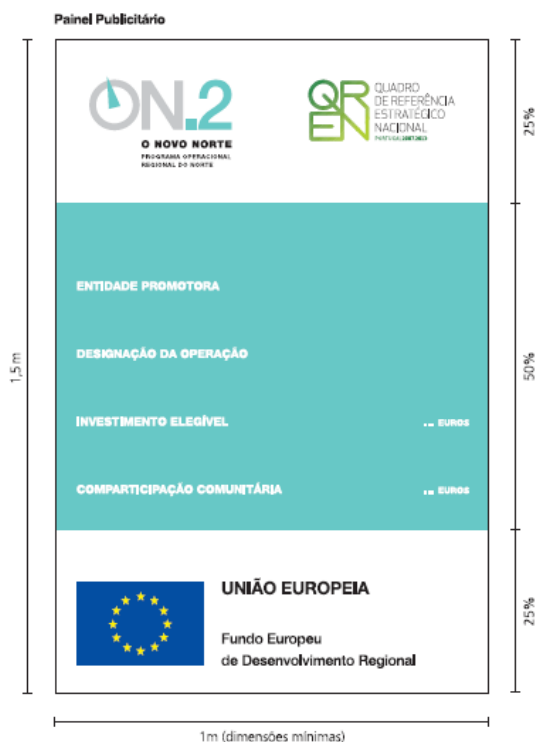 Painel Publicitário
ON.2
O NOVO NORTE
PROGRAMA OPERACIONAL
REGIONAL DO NORTE
QR
EN
QUADRO
DE REFERÊNCIA
ESTRATÉGICO
NACIONAL
PORTUGAL 2007.2013
25%
ENTIDADE PROMOTORA
DESIGNAÇÃO DA OPERAÇÃO
1,5 m
50%
INVESTIMENTO ELEGÍVEL ... EUROS
COMPARTICIPAÇÃO COMUNITÁRIA ... EUROS
UNIÃO EUROPEIA
25%
Fundo Europeu
de Desenvolvimento Regional
1m (dimensões mínimas)